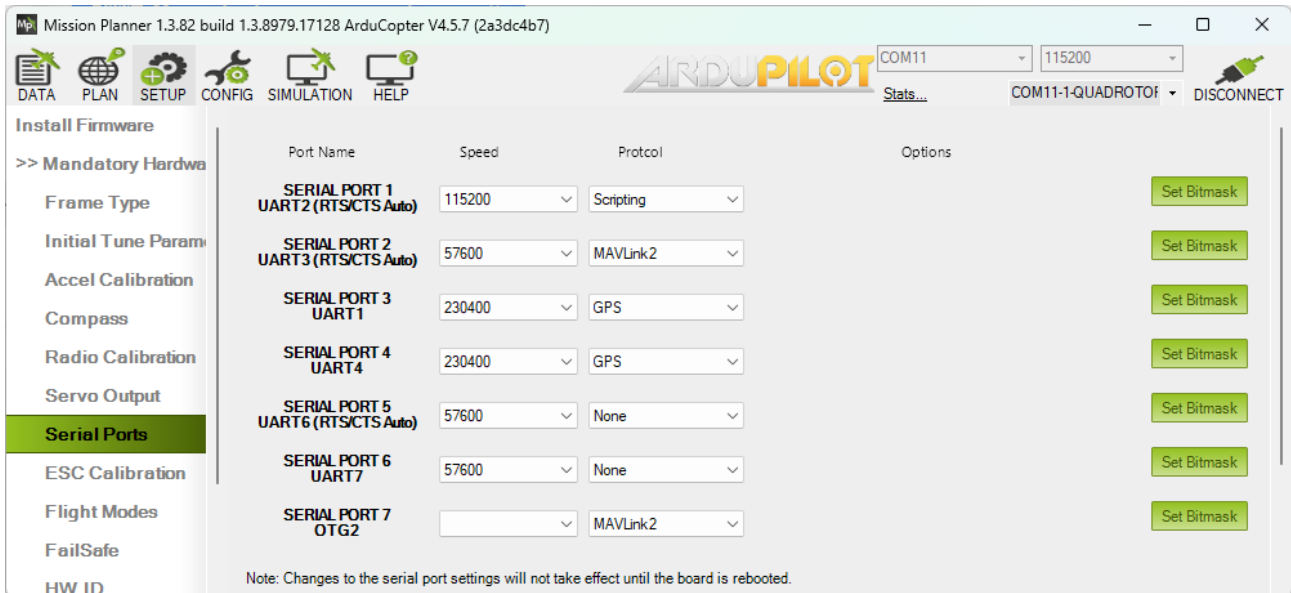 Mission Planner 1.3.82 build 1.3.8979.17128 ArduCopter V4.5.7 (2a3dc4b7)
DATA PLAN SETUP CONFIG SIMULATION HELP
ARDUPILOT
COM11 115200
Stats... COM11-1-QUADROTOR DISCONNECT
Install Firmware
>> Mandatory Hardwa
Frame Type
Initial Tune Param
Accel Calibration
Compass
Radio Calibration
Servo Output
Serial Ports
ESC Calibration
Flight Modes
FailSafe
HW ID
Port Name Speed Protcol Options
SERIAL PORT 1
UART2 (RTS/CTS Auto) 115200 Scripting Set Bitmask
SERIAL PORT 2
UART3 (RTS/CTS Auto) 57600 MAVLink2 Set Bitmask
SERIAL PORT 3
UART1 230400 GPS Set Bitmask
SERIAL PORT 4
UART4 230400 GPS Set Bitmask
SERIAL PORT 5
UART6 (RTS/CTS Auto) 57600 None Set Bitmask
SERIAL PORT 6
UART7 57600 None Set Bitmask
SERIAL PORT 7
OTG2 MAVLink2 Set Bitmask
Note: Changes to the serial port settings will not take effect until the board is rebooted.